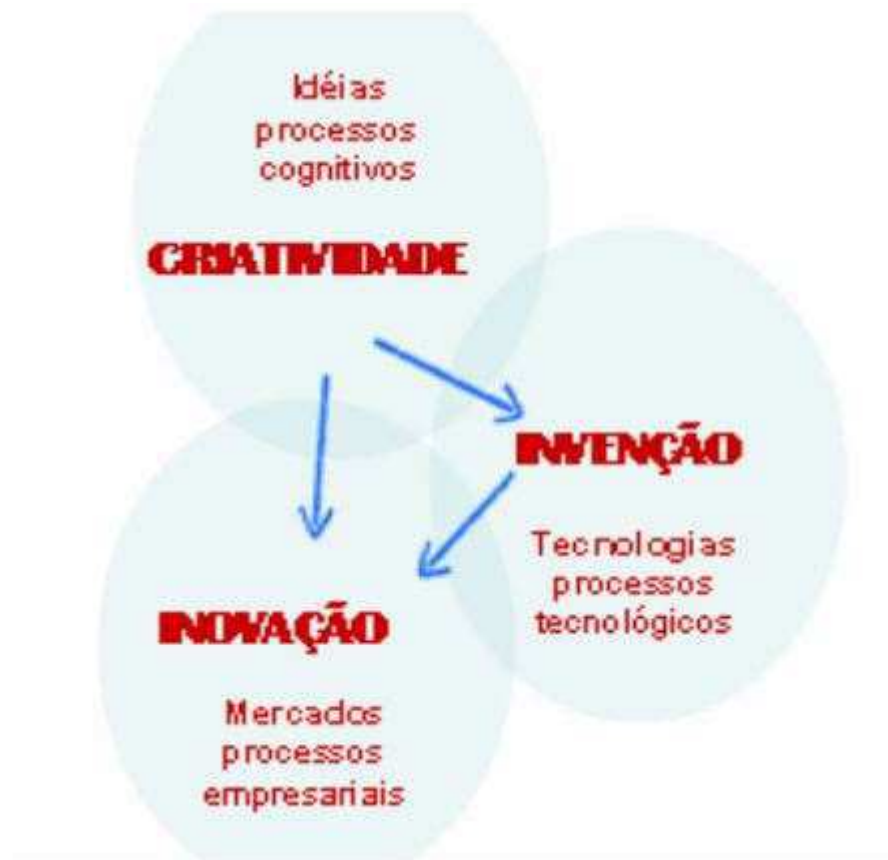 Idéias
processos
cognitivos
CRIATIVIDADE
INVENÇÃO
Tecnologias
processos
tecnológicos
INOVAÇÃO
Mercados
processos
empresariais